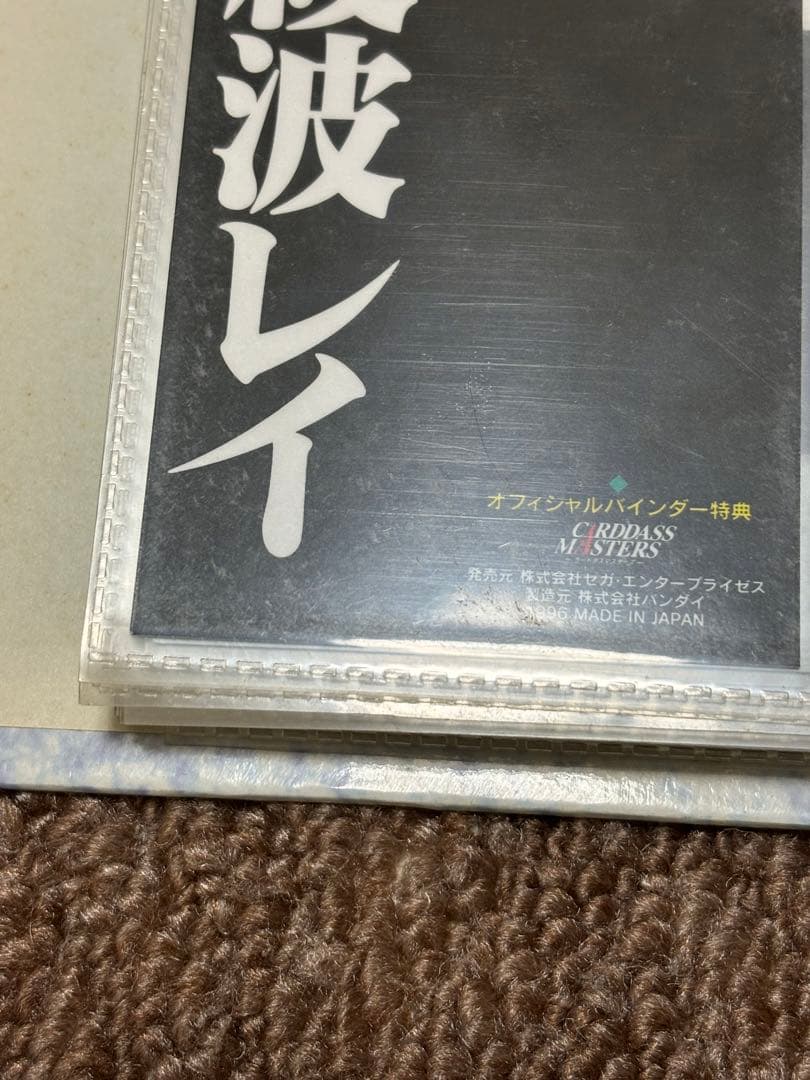 綾波レイ
オフィシャルバインダー特典
CARDDASS
MASTERS
発売元 株式会社セガ・エンタープライゼス
製造元 株式会社バンダイ
1996 MADE IN JAPAN